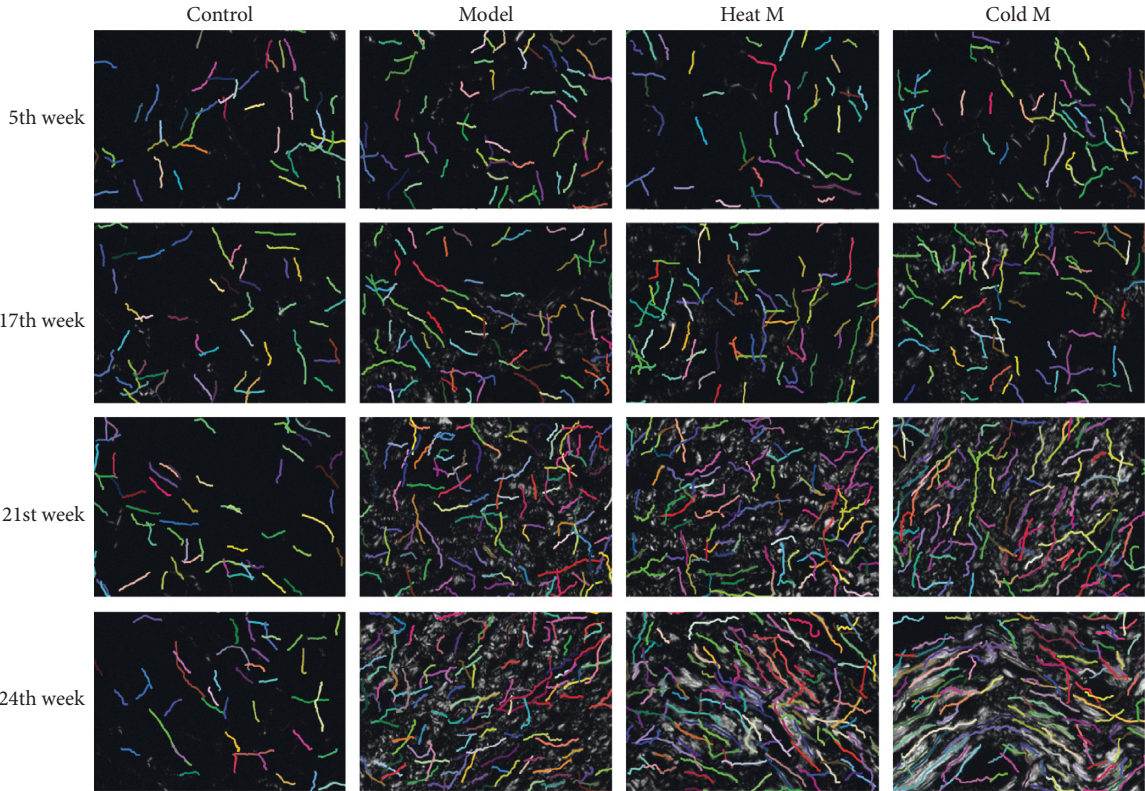 Control Model Heat M Cold M
5th week
17th week
21st week
24th week